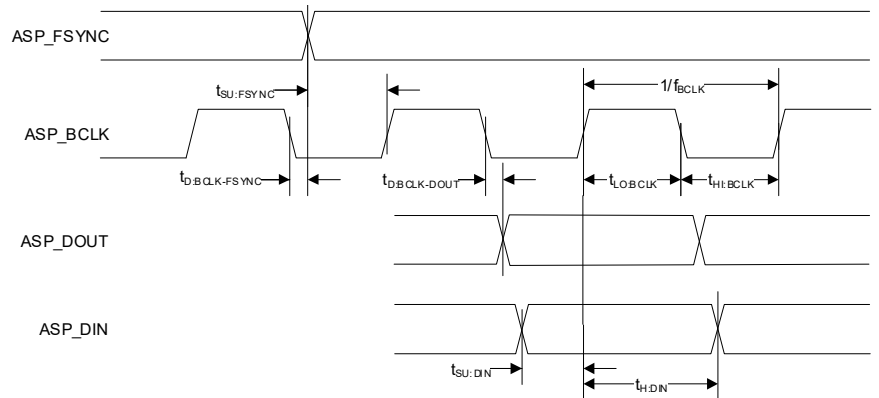 ASP_FSYNC
tSU:FSYNC
1/fBCLK
ASP_BCLK
tD:BCLK-FSYNC
tD:BCLK-DOUT
tLO:BCLK
tHI:BCLK
ASP_DOUT
ASP_DIN
tSU:DIN
tH:DIN